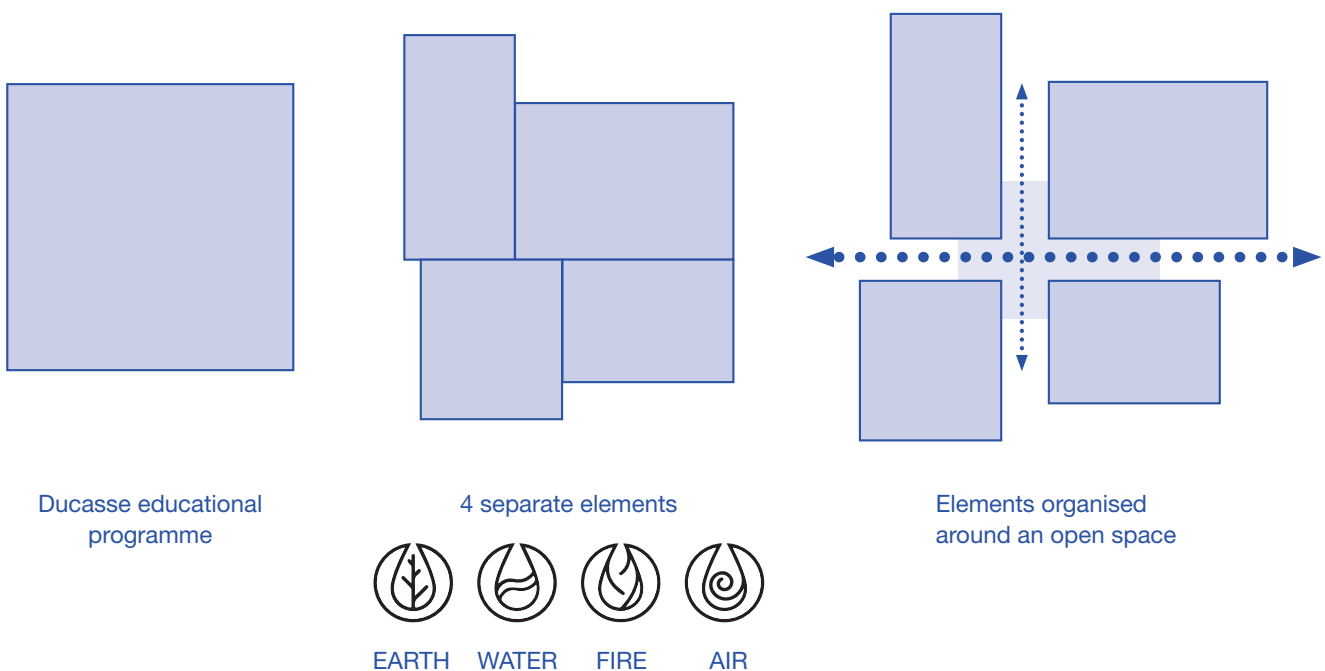 Ducasse educational
programme
4 separate elements
EARTH
WATER
FIRE
AIR
Elements organised
around an open space